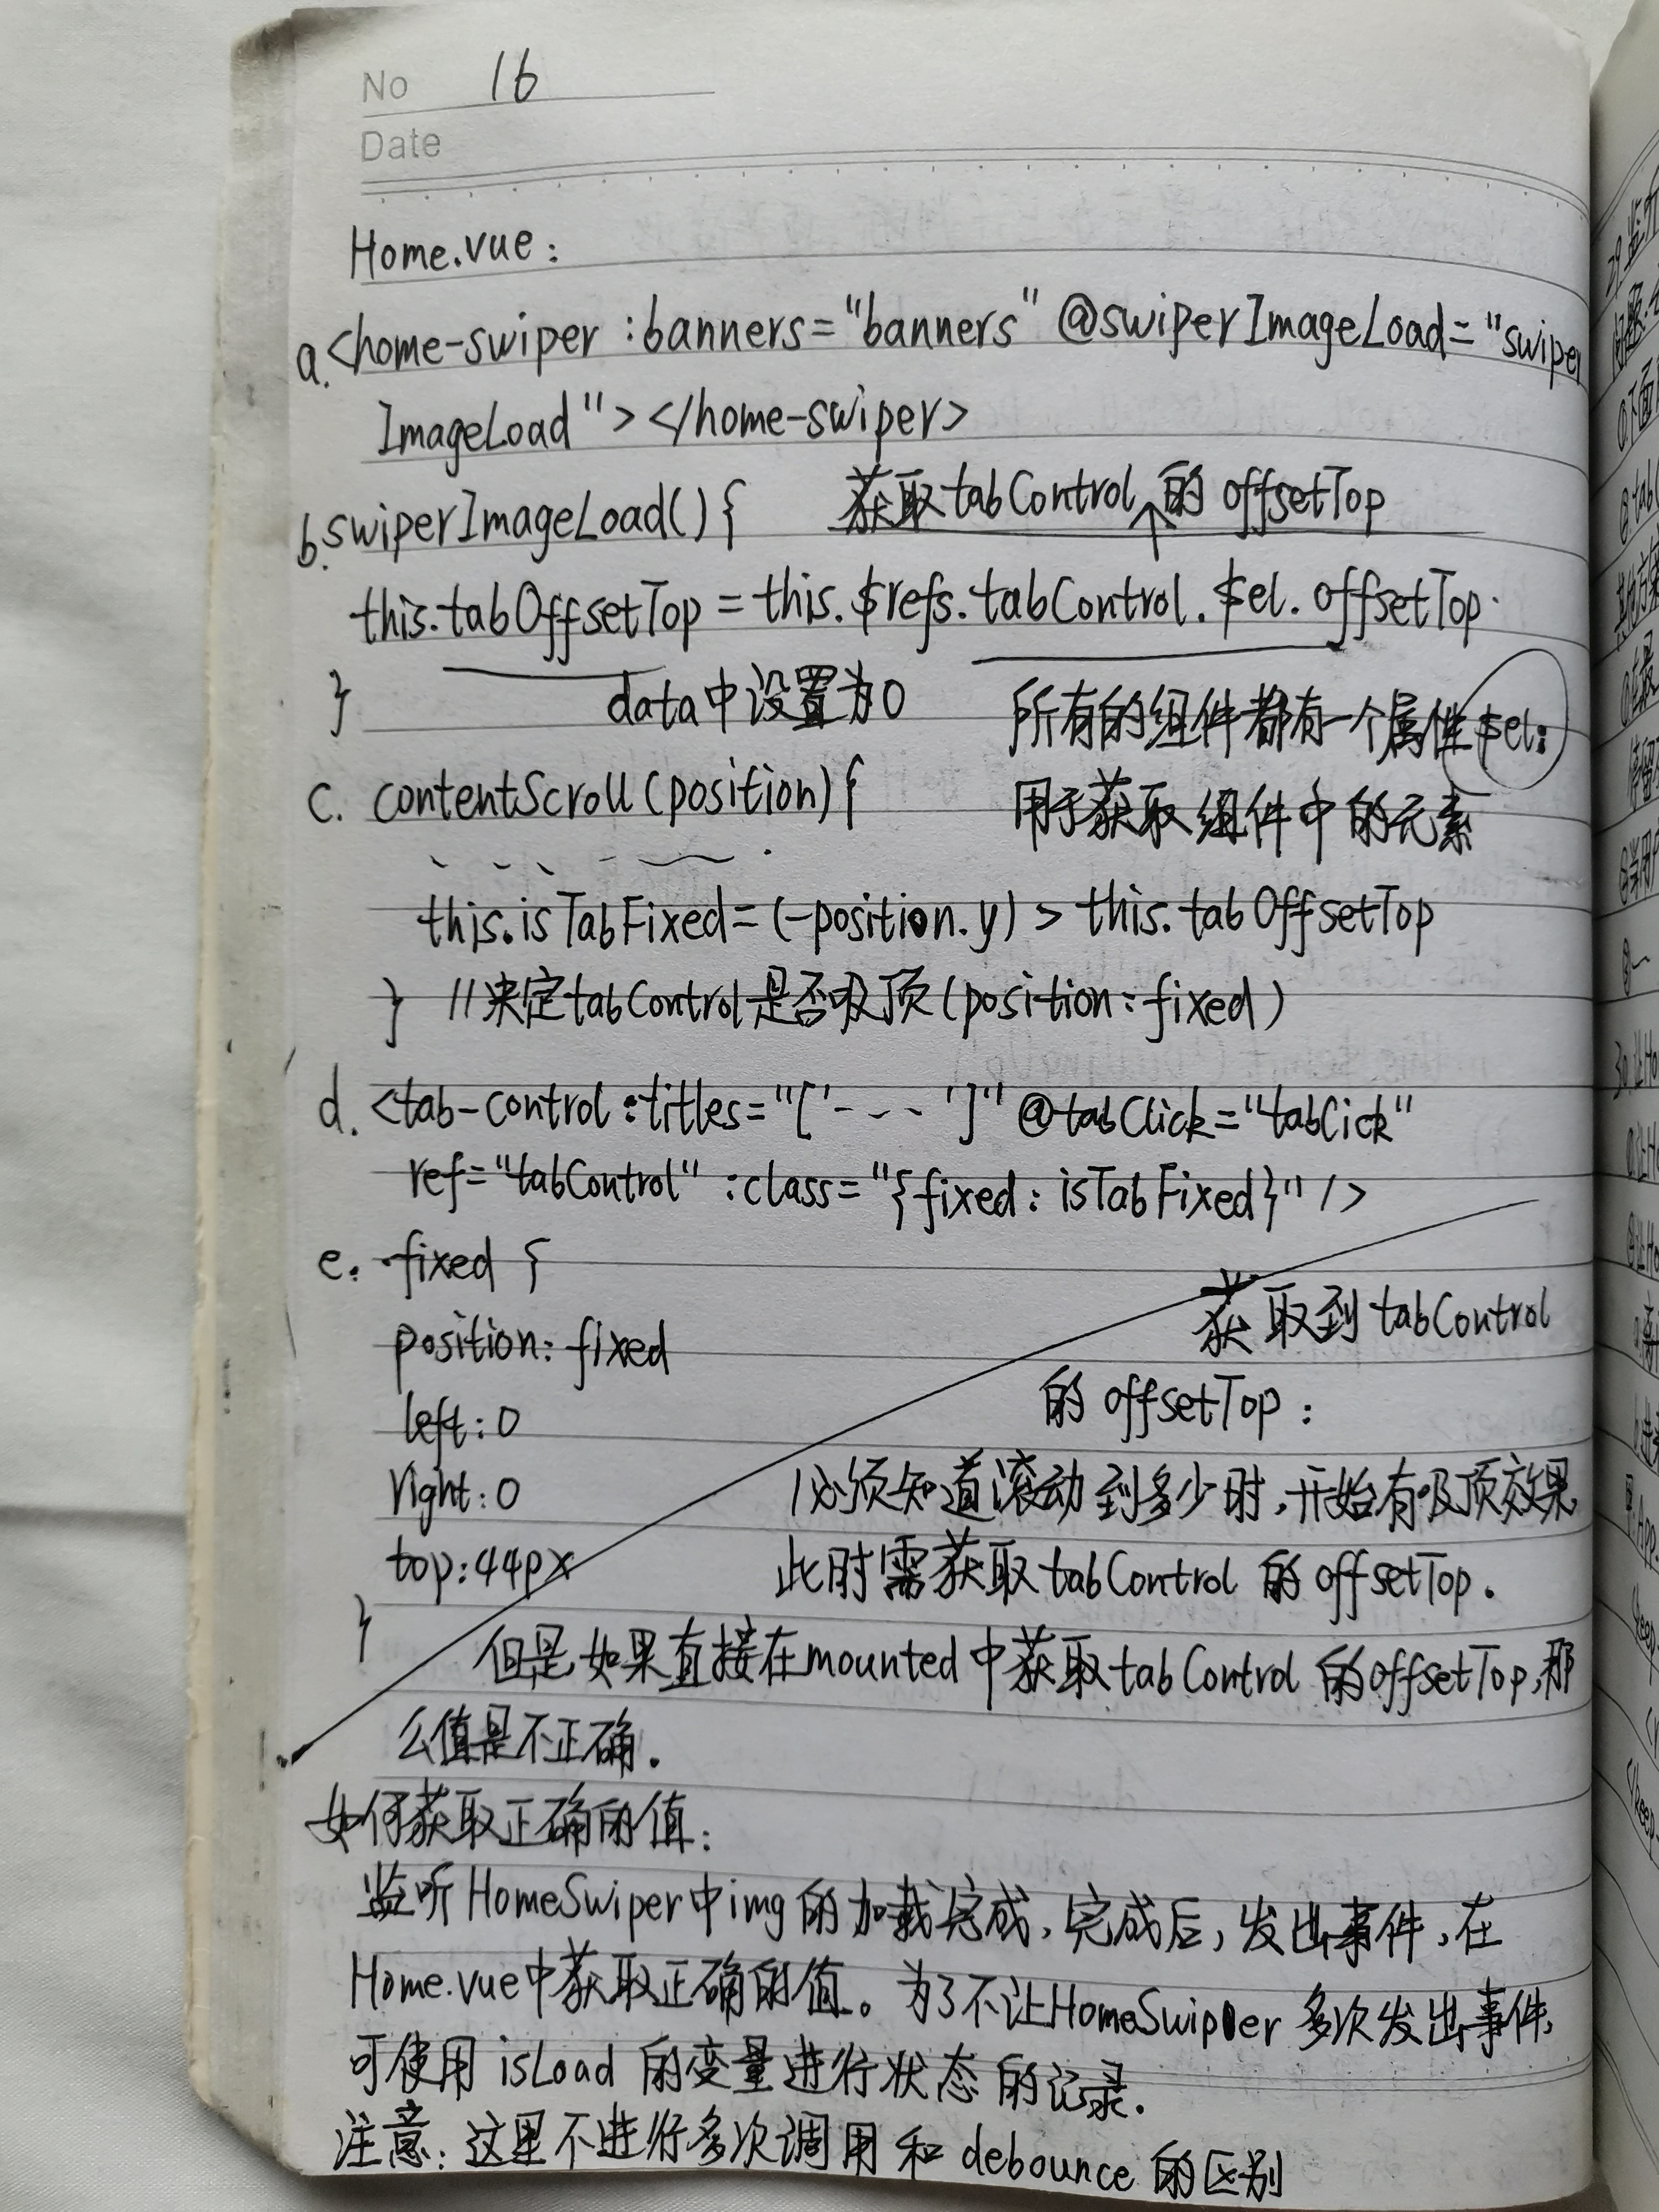 No 16
Date
Home.vue:
a.<home-swiper :banners="banners" @swiperImageLoad="swiper
ImageLoad"></home-swiper>
b.swiperImageLoad(){ 获取tabControl的offsetTop
this.tabOffsetTop = this.$refs.tabControl.$el.offsetTop
} data中设置为0 所有的组件都有一个属性$el:
c. contentScroll(position){ 用于获取组件中的元素
this.isTabFixed=(-position.y) > this.tabOffsetTop
} //决定tabControl是否吸顶(position:fixed)
d. <tab-control :titles="['----']" @tabClick="tabCick"
ref="tabControl" :class="{fixed: isTabFixed}" />
e. .fixed {
position: fixed 获取到tabControl
left: 0 的offsetTop:
right: 0 必须知道滚动到多少时,开始有吸顶效果
top: 44px 此时需获取tabControl的offsetTop.
} 但是如果直接在mounted中获取tabControl的offsetTop,那
么值是不正确.
如何获取正确的值:
监听HomeSwiper中img的加载完成,完成后,发出事件,在
Home.vue中获取正确的值。为了不让HomeSwiper多次发出事件,
可使用isLoad的变量进行状态的记录.
注意:这里不进行多次调用和debounce的区别